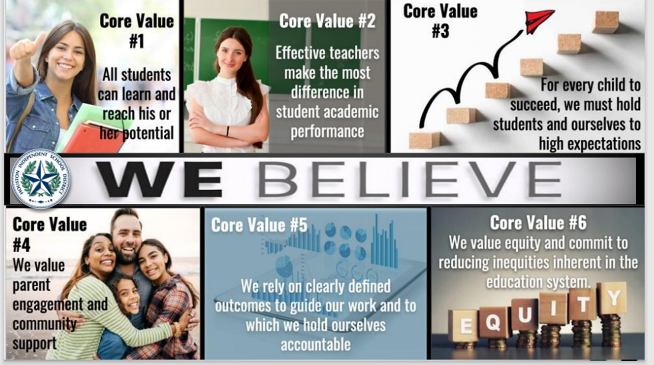 Core Value
#1
All students
can learn and
reach his or
her potential
Core Value #2
Effective teachers
make the most
difference in
student academic
performance
Core Value
#3
For every child to
succeed, we must hold
students and ourselves to
high expectations
HOUSTON INDEPENDENT SCHOOL DISTRICT
WE BELIEVE
Core Value
#4
We value
parent
engagement and
community
support
Core Value #5
We rely on clearly defined
outcomes to guide our work and to
which we hold ourselves
accountable
Core Value #6
We value equity and commit to
reducing inequities inherent in the
education system.
EQUITY